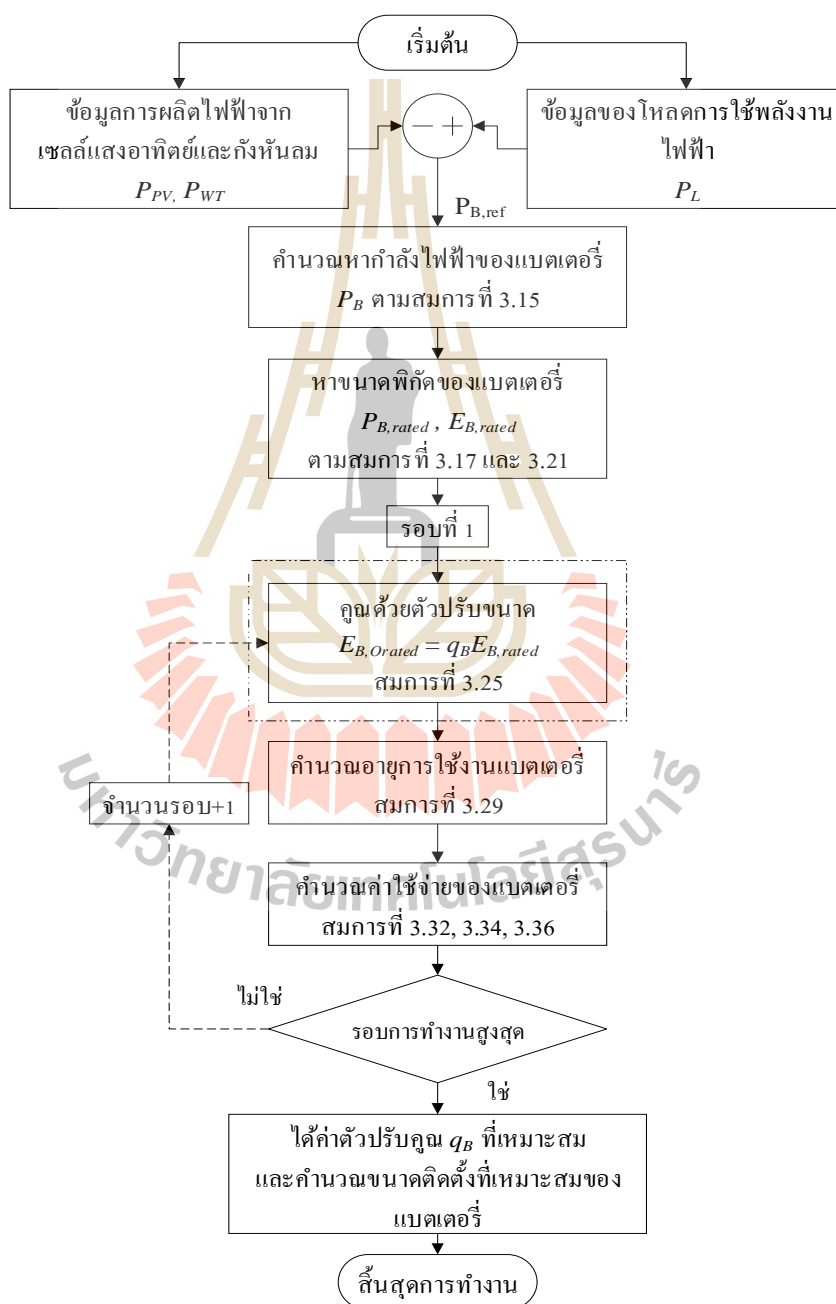 เริ่มต้น
ข้อมูลการผลิตไฟฟ้าจาก
เซลล์แสงอาทิตย์และกังหันลม
P_{PV}, P_{WT}
− +
ข้อมูลของโหลดการใช้พลังงาน
ไฟฟ้า
P_L
P_{B,ref}
คำนวณหากำลังไฟฟ้าของแบตเตอรี่
P_B ตามสมการที่ 3.15
หาขนาดพิกัดของแบตเตอรี่
P_{B,rated} , E_{B,rated}
ตามสมการที่ 3.17 และ 3.21
รอบที่ 1
คูณด้วยตัวปรับขนาด
E_{B,Orated} = q_B E_{B,rated}
สมการที่ 3.25
คำนวณอายุการใช้งานแบตเตอรี่
สมการที่ 3.29
จำนวนรอบ+1
คำนวณค่าใช้จ่ายของแบตเตอรี่
สมการที่ 3.32, 3.34, 3.36
ไม่ใช่
รอบการทำงานสูงสุด
ใช่
ได้ค่าตัวปรับคูณ q_B ที่เหมาะสม
และคำนวณขนาดติดตั้งที่เหมาะสมของ
แบตเตอรี่
สิ้นสุดการทำงาน
มหาวิทยาลัยเทคโนโลยีสุรนารี